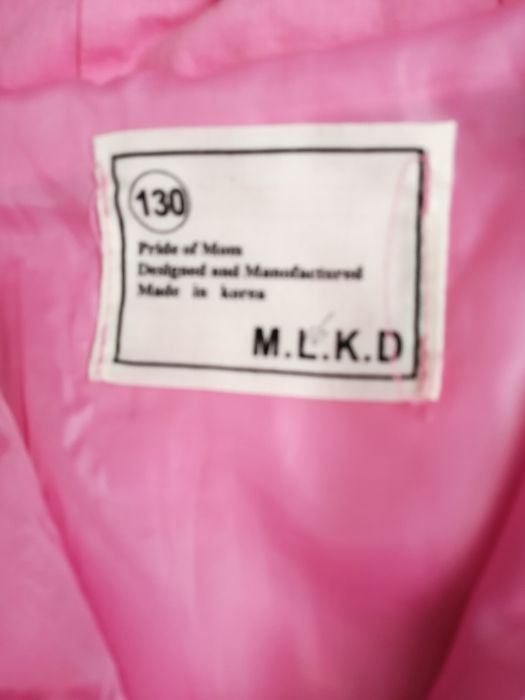 130
Pride of Mom
Designed and Manufactured
Made in korea
M.L.K.D